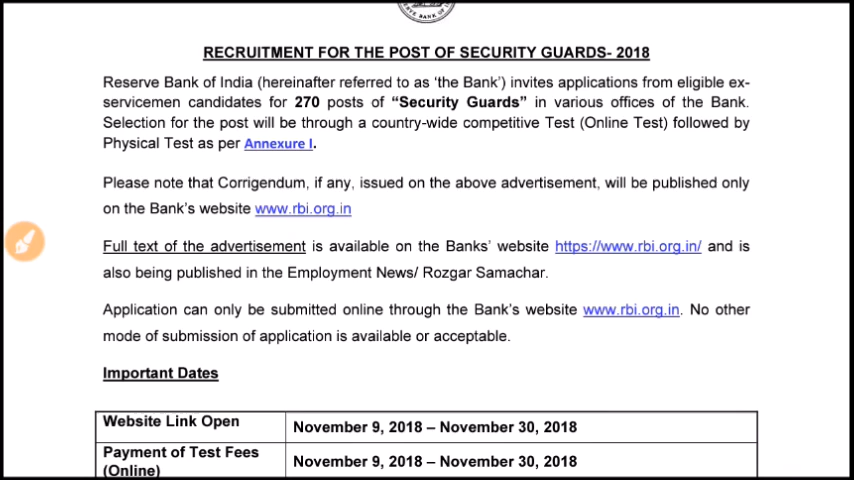 RVE BANK OF IN
RECRUITMENT FOR THE POST OF SECURITY GUARDS- 2018
Reserve Bank of India (hereinafter referred to as ‘the Bank’) invites applications from eligible ex-
servicemen candidates for 270 posts of “Security Guards” in various offices of the Bank.
Selection for the post will be through a country-wide competitive Test (Online Test) followed by
Physical Test as per Annexure I.
Please note that Corrigendum, if any, issued on the above advertisement, will be published only
on the Bank’s website www.rbi.org.in
Full text of the advertisement is available on the Banks’ website https://www.rbi.org.in/ and is
also being published in the Employment News/ Rozgar Samachar.
Application can only be submitted online through the Bank’s website www.rbi.org.in. No other
mode of submission of application is available or acceptable.
Important Dates
Website Link Open November 9, 2018 – November 30, 2018
Payment of Test Fees
(Online) November 9, 2018 – November 30, 2018